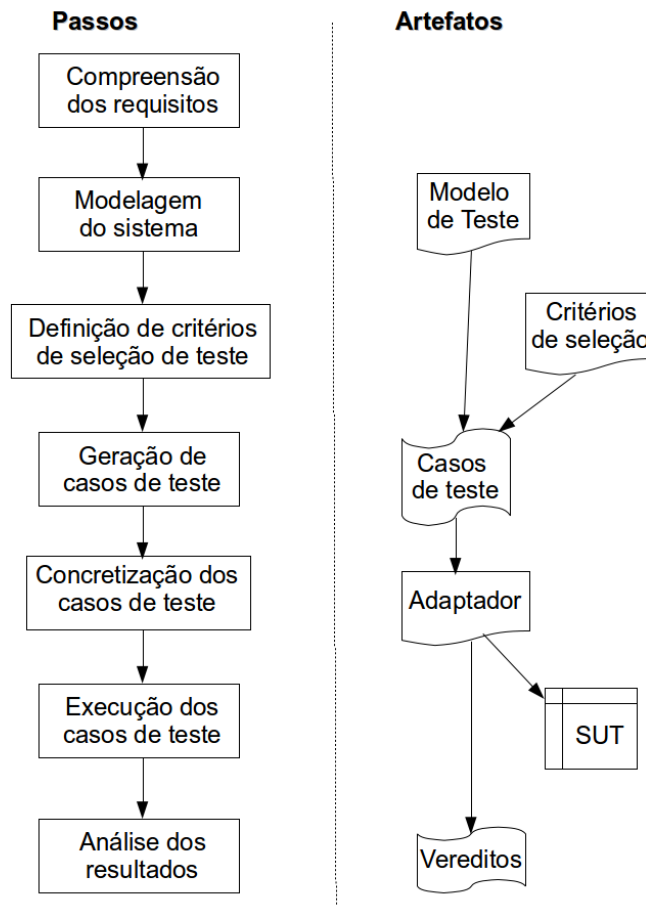 Passos
Compreensão
dos requisitos
Modelagem
do sistema
Definição de critérios
de seleção de teste
Geração de
casos de teste
Concretização dos
casos de teste
Execução dos
casos de teste
Análise dos
resultados
Artefatos
Modelo
de Teste
Critérios
de seleção
Casos
de teste
Adaptador
SUT
Vereditos